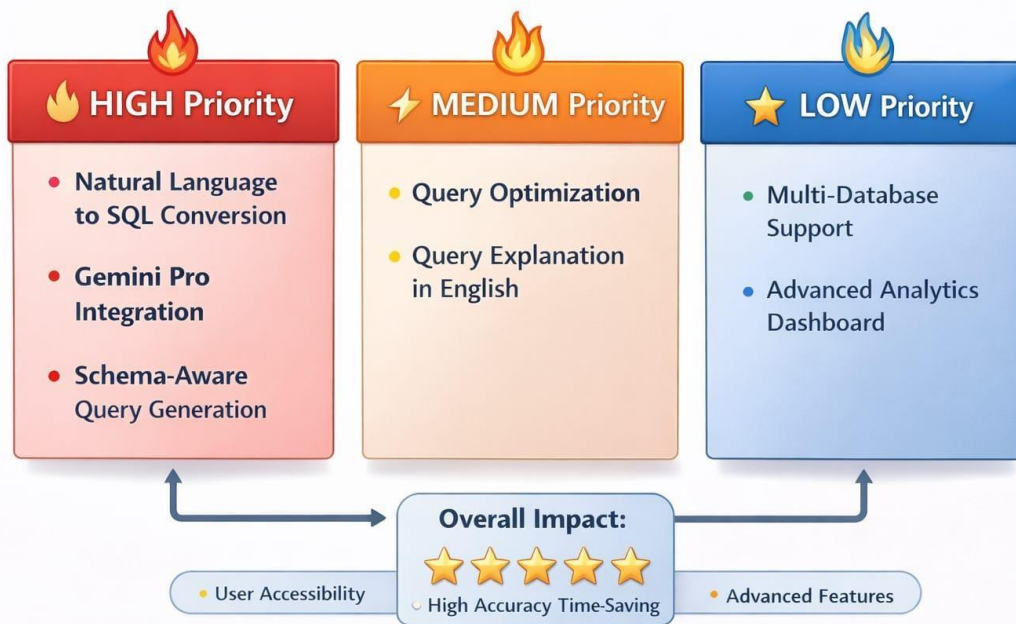 HIGH Priority
Natural Language
to SQL Conversion
Gemini Pro
Integration
Schema-Aware
Query Generation
MEDIUM Priority
Query Optimization
Query Explanation
in English
LOW Priority
Multi-Database
Support
Advanced Analytics
Dashboard
Overall Impact:
User Accessibility
High Accuracy Time-Saving
Advanced Features